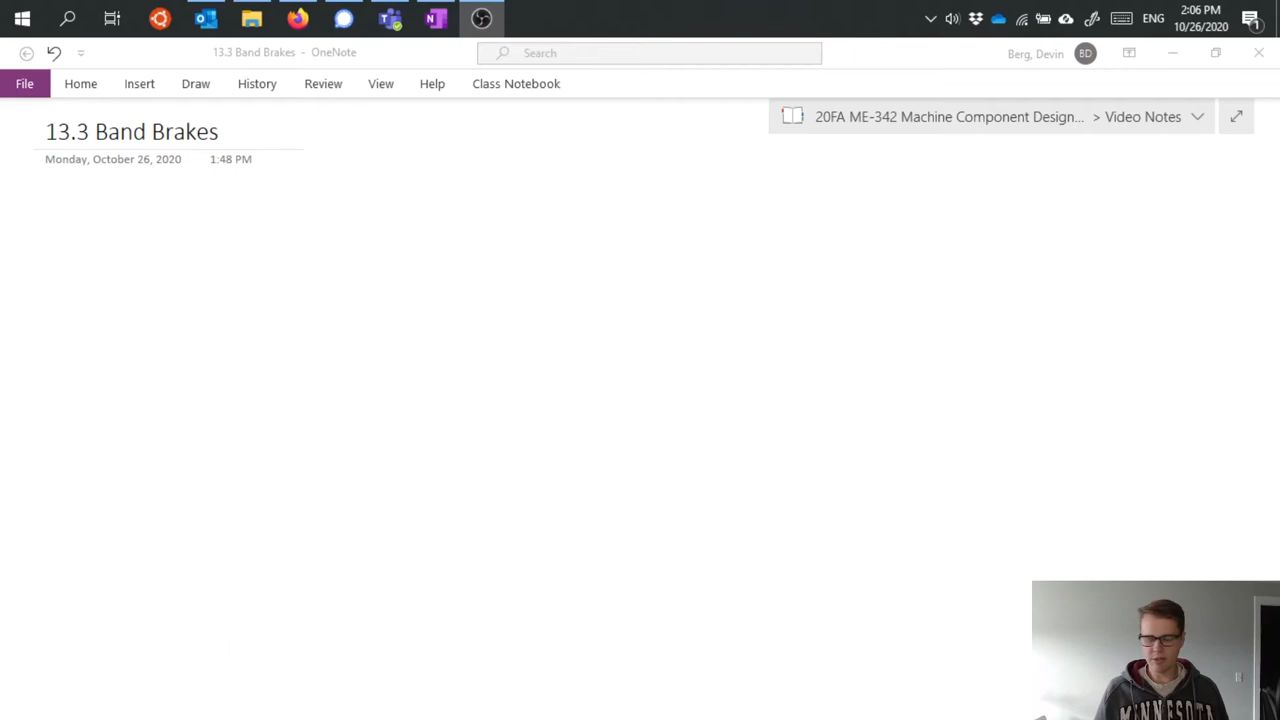 2:06 PM
ENG
10/26/2020
1
13.3 Band Brakes - OneNote
Search
Berg, Devin
BD
File
Home
Insert
Draw
History
Review
View
Help
Class Notebook
20FA ME-342 Machine Component Design... > Video Notes
13.3 Band Brakes
Monday, October 26, 2020 1:48 PM
MINNESOTA